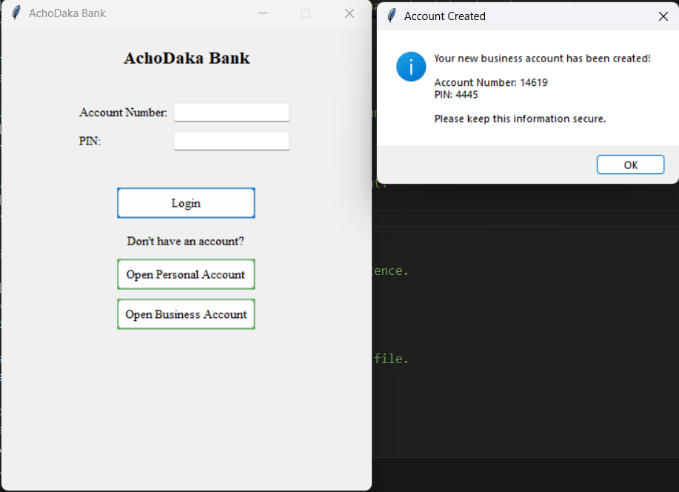 AchoDaka Bank
AchoDaka Bank
Account Number:
PIN:
Login
Don't have an account?
Open Personal Account
Open Business Account
Account Created
Your new business account has been created!
Account Number: 14619
PIN: 4445
Please keep this information secure.
OK
file.